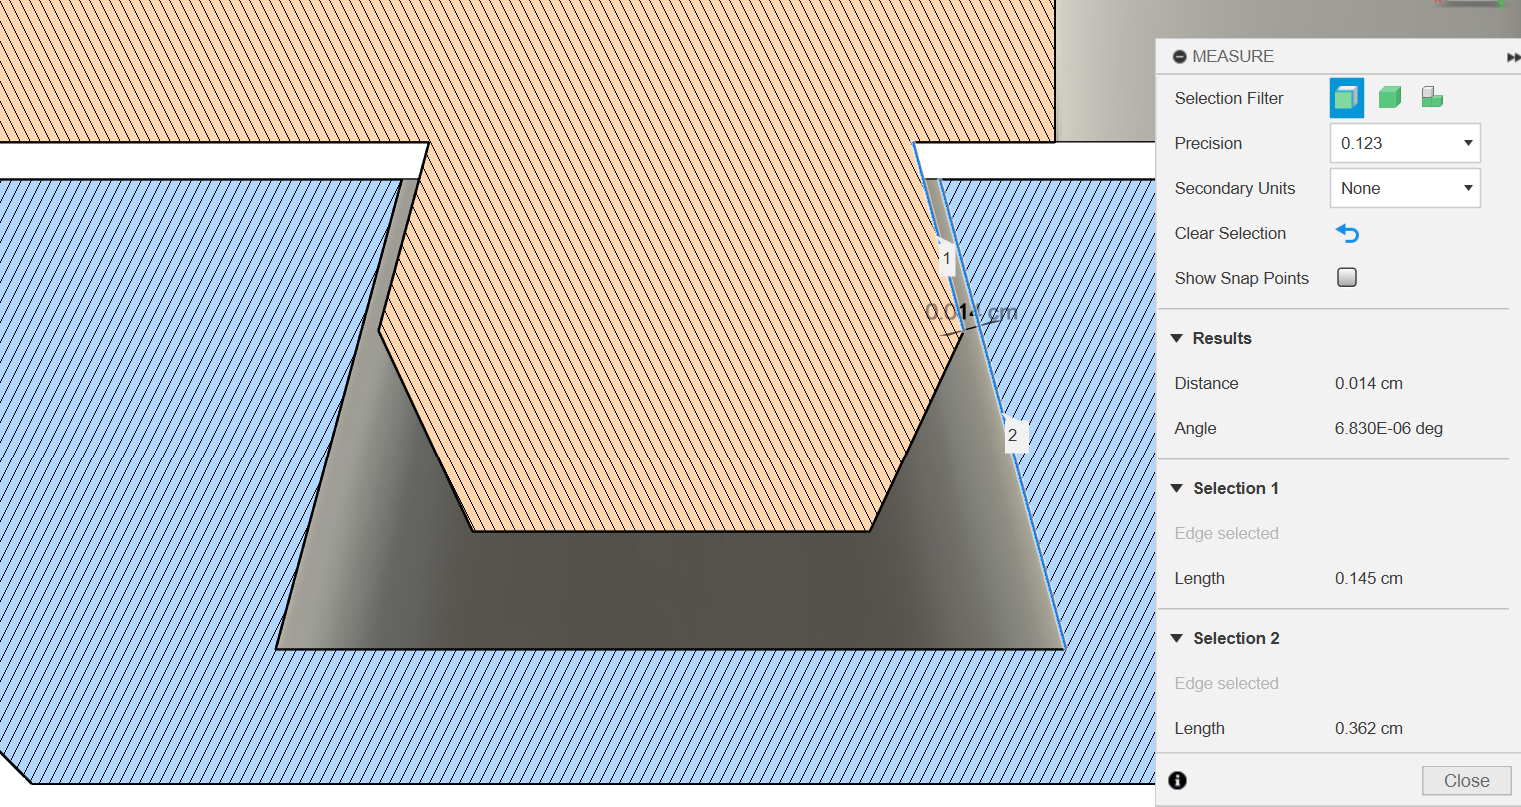 MEASURE
Selection Filter
Precision 0.123
Secondary Units None
Clear Selection
Show Snap Points
Results
Distance 0.014 cm
Angle 6.830E-06 deg
Selection 1
Edge selected
Length 0.145 cm
Selection 2
Edge selected
Length 0.362 cm
Close
1
0.014 cm
2